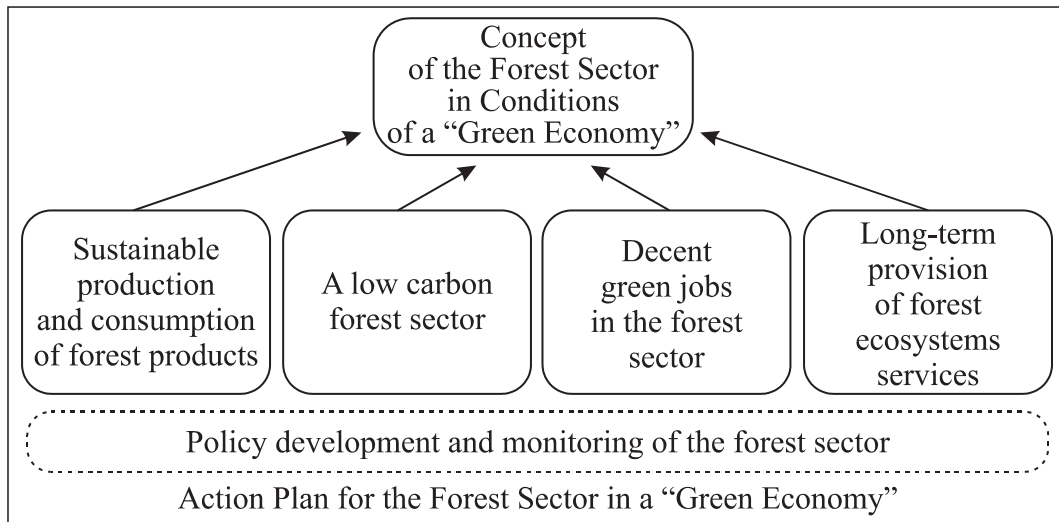 Concept
of the Forest Sector
in Conditions
of a “Green Economy”
Sustainable
production
and consumption
of forest products
A low carbon
forest sector
Decent
green jobs
in the forest
sector
Long-term
provision
of forest
ecosystems
services
Policy development and monitoring of the forest sector
Action Plan for the Forest Sector in a “Green Economy”